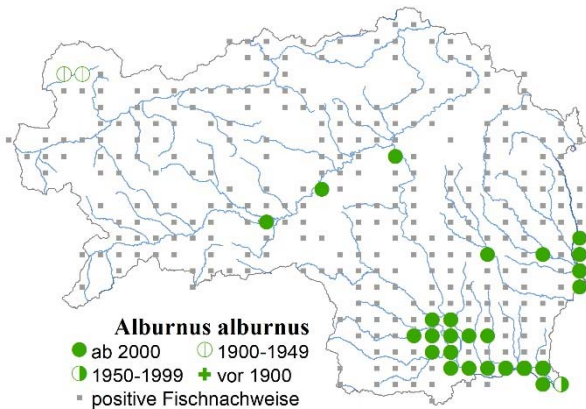 Alburnus alburnus
ab 2000 1900-1949
1950-1999 vor 1900
positive Fischnachweise